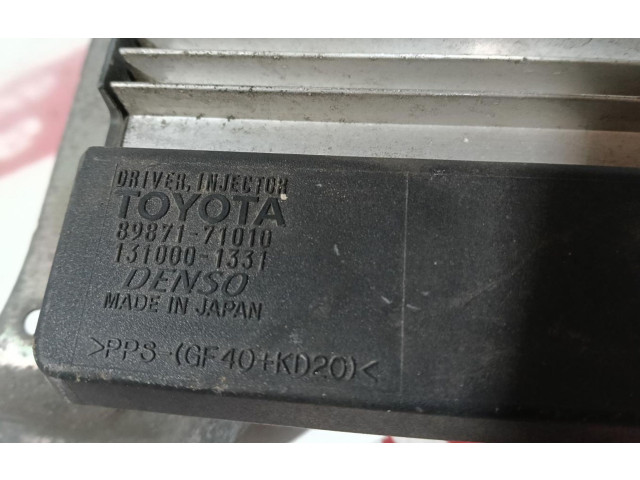 DRIVER, INJECTOR
TOYOTA
89871-71010
131000-1331
DENSO
MADE IN JAPAN
>PPS-(GF40+KD20)<